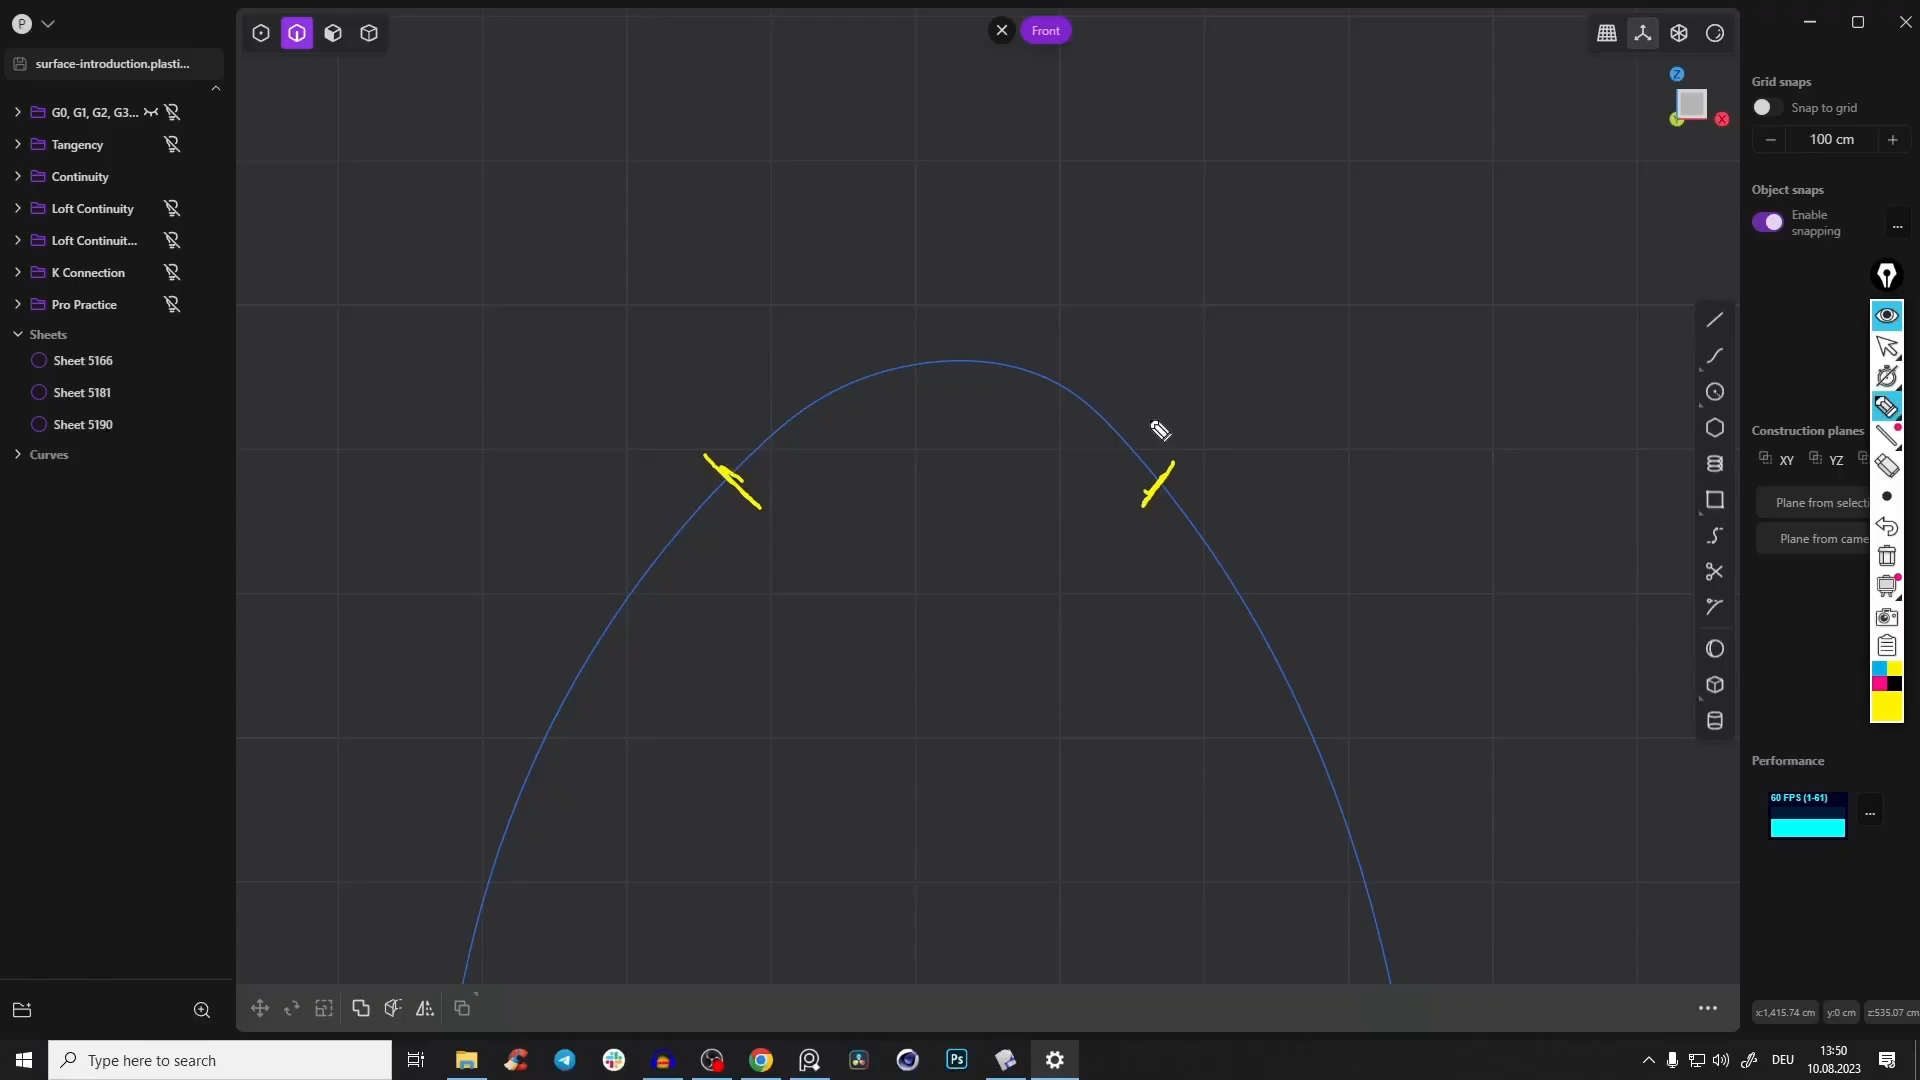 P
surface-introduction.plasti...
Front
G0, G1, G2, G3...
Tangency
Continuity
Loft Continuity
Loft Continuit...
K Connection
Pro Practice
Sheets
Sheet 5166
Sheet 5181
Sheet 5190
Curves
Z
Y
X
Grid snaps
Snap to grid
100 cm
Object snaps
Enable
snapping
...
Construction planes
XY
YZ
Plane from selecti
Plane from came
Performance
60 FPS (1-61)
...
x:1,415.74 cm
y:0 cm
z:535.07 cm
Type here to search
Ps
DEU
13:50
10.08.2023